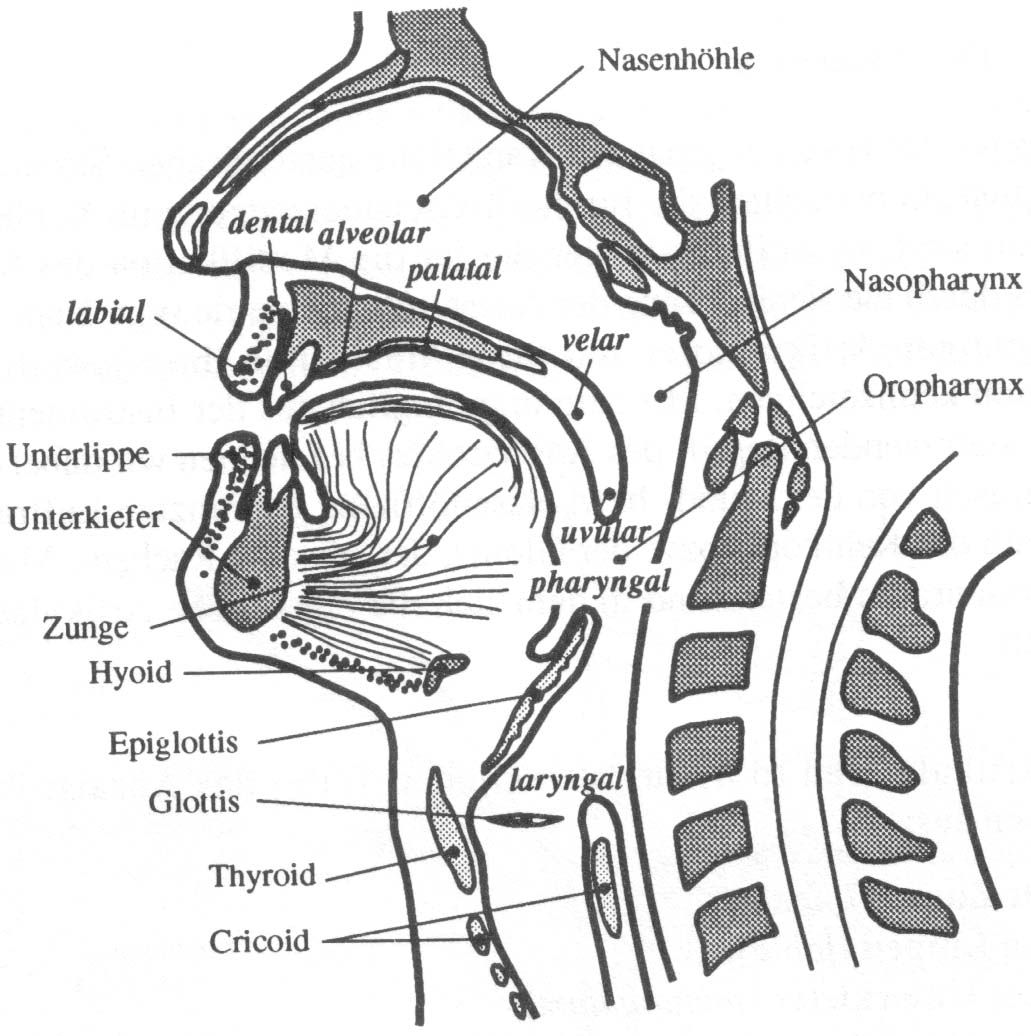 Nasenhöhle
dental
alveolar
palatal
labial
velar
Nasopharynx
Oropharynx
Unterlippe
Unterkiefer
uvular
pharyngal
Zunge
Hyoid
Epiglottis
laryngal
Glottis
Thyroid
Cricoid